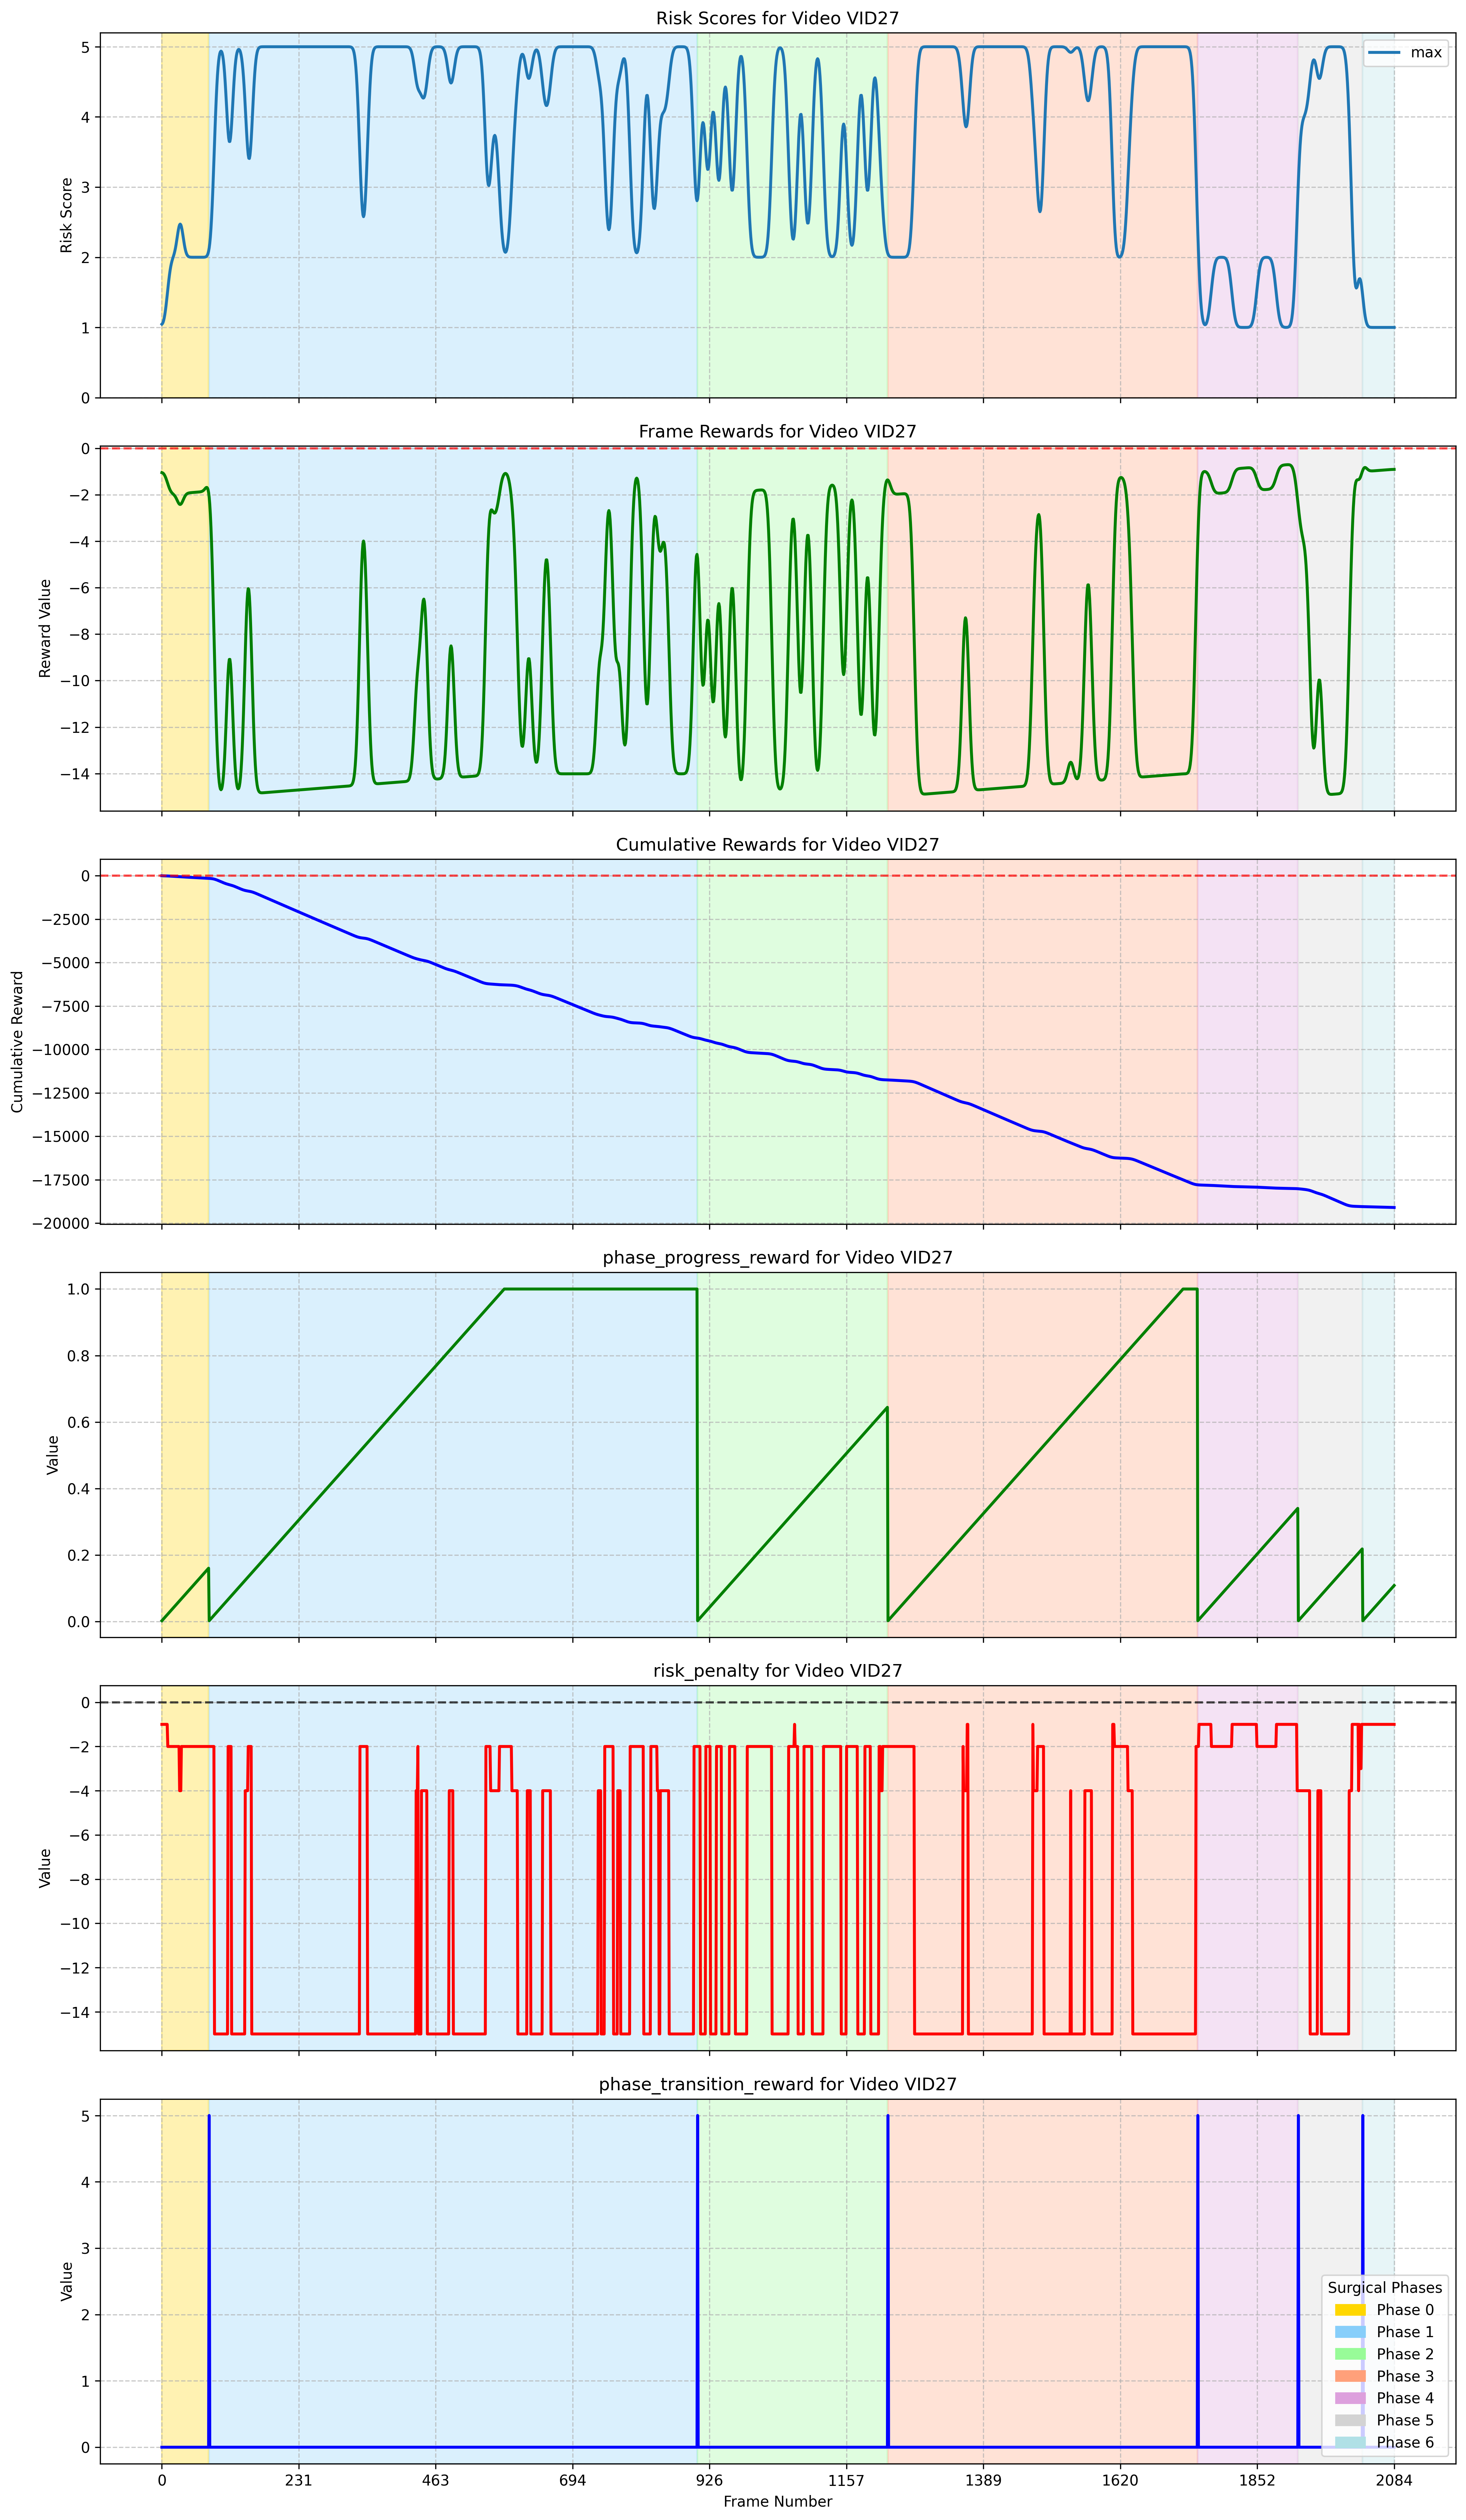 Risk Scores for Video VID27
5
4
3
2
1
0
Risk Score
max
Frame Rewards for Video VID27
0
−2
−4
−6
−8
−10
−12
−14
Reward Value
Cumulative Rewards for Video VID27
0
−2500
−5000
−7500
−10000
−12500
−15000
−17500
−20000
Cumulative Reward
phase_progress_reward for Video VID27
1.0
0.8
0.6
0.4
0.2
0.0
Value
risk_penalty for Video VID27
0
−2
−4
−6
−8
−10
−12
−14
Value
phase_transition_reward for Video VID27
5
4
3
2
1
0
Value
Surgical Phases
Phase 0
Phase 1
Phase 2
Phase 3
Phase 4
Phase 5
Phase 6
0 231 463 694 926 1157 1389 1620 1852 2084
Frame Number